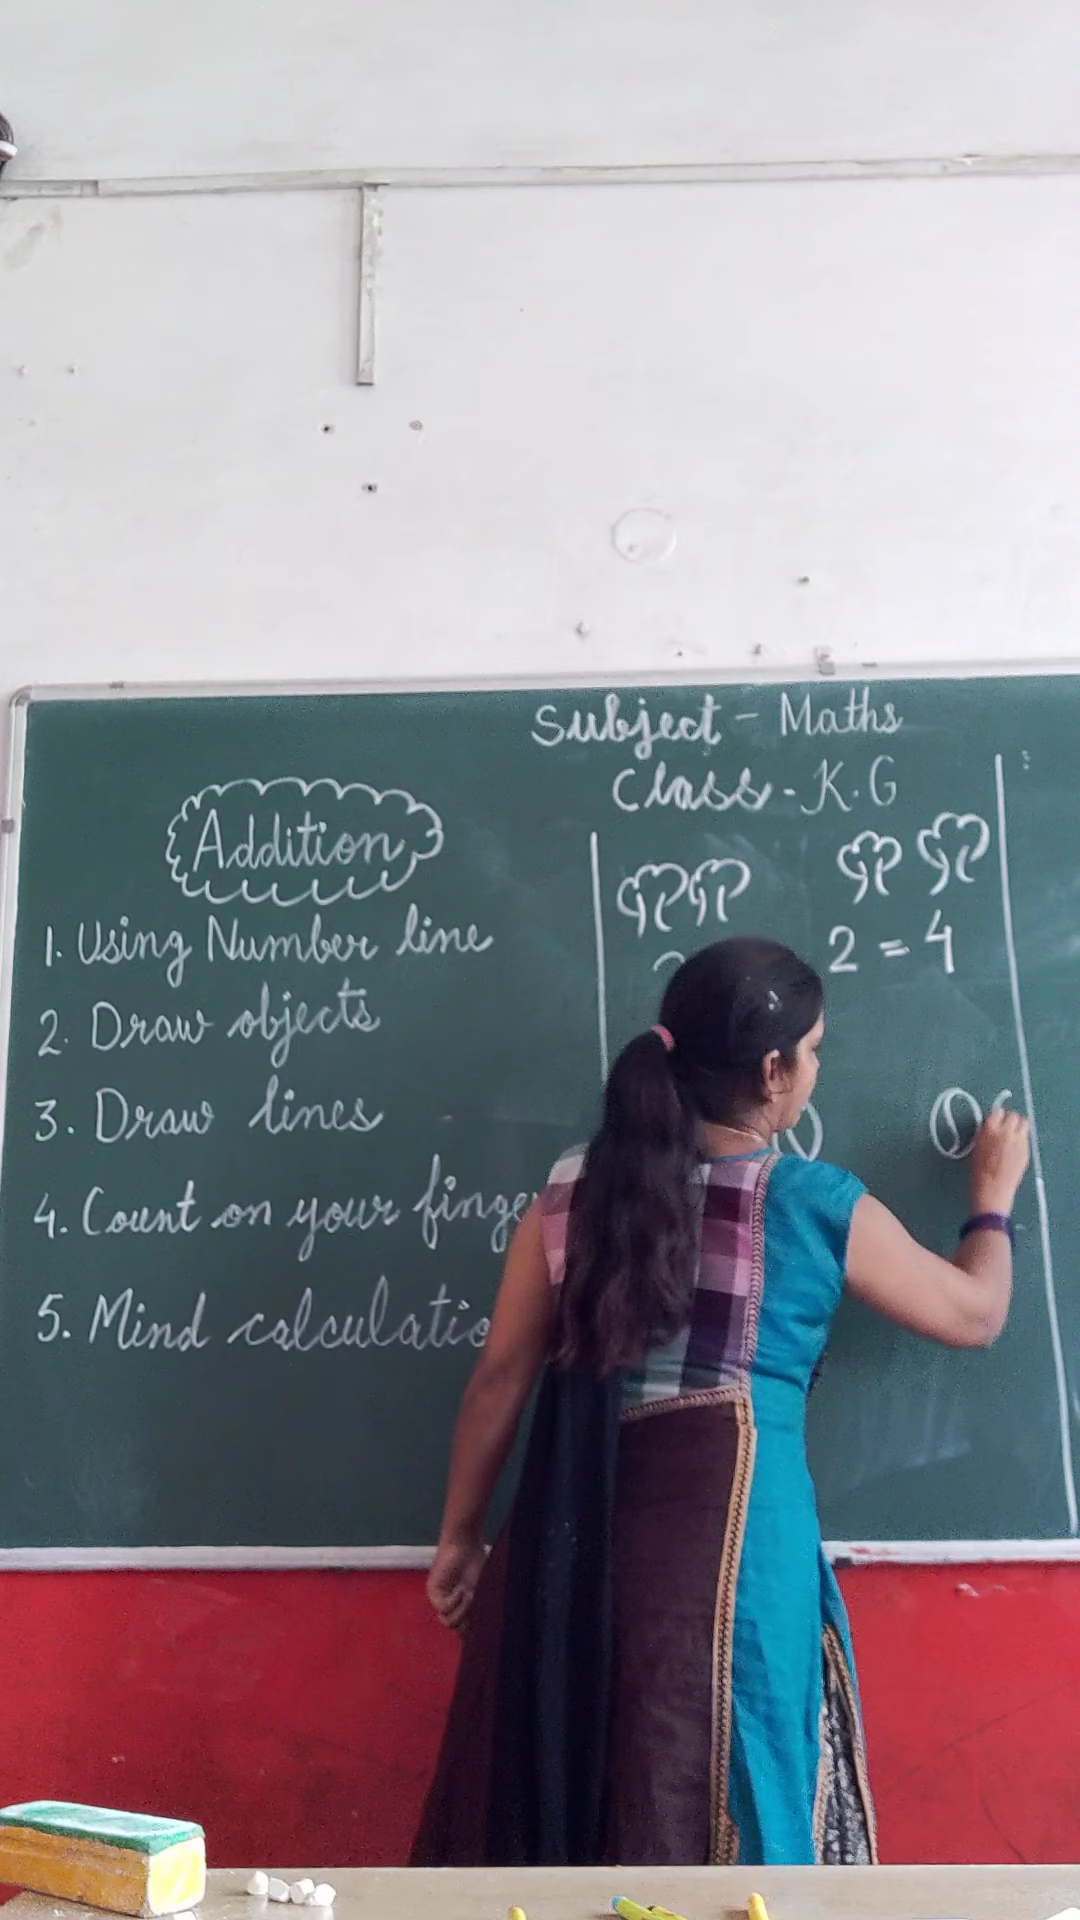 Subject - Maths
Class - K.G
Addition
1. Using Number line
2. Draw objects
3. Draw lines
4. Count on your
5. Mind
2 = 4